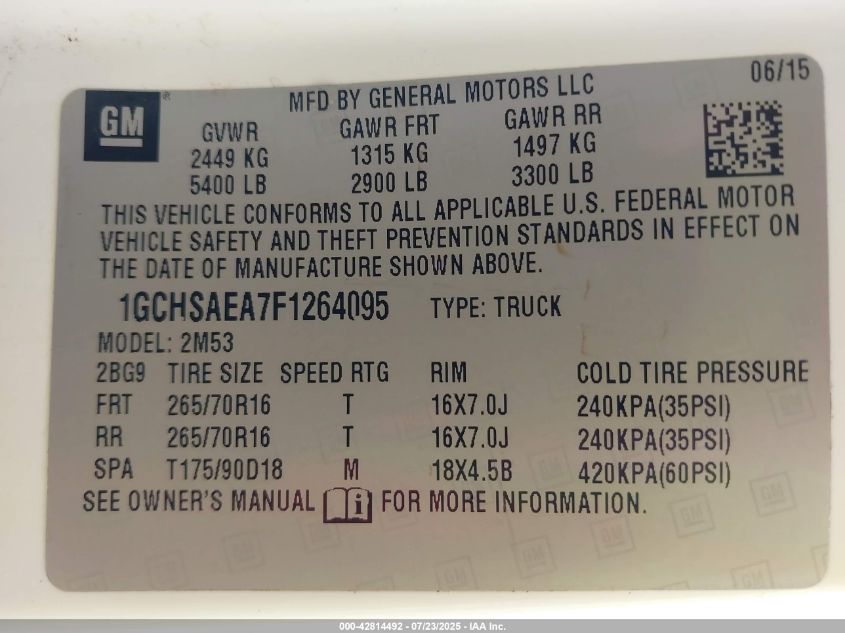 GM
®
MFD BY GENERAL MOTORS LLC
06/15
GVWR GAWR FRT GAWR RR
2449 KG 1315 KG 1497 KG
5400 LB 2900 LB 3300 LB
THIS VEHICLE CONFORMS TO ALL APPLICABLE U.S. FEDERAL MOTOR
VEHICLE SAFETY AND THEFT PREVENTION STANDARDS IN EFFECT ON
THE DATE OF MANUFACTURE SHOWN ABOVE.
1GCHSAEA7F1264095 TYPE: TRUCK
MODEL: 2M53
2BG9 TIRE SIZE SPEED RTG RIM COLD TIRE PRESSURE
FRT 265/70R16 T 16X7.0J 240KPA(35PSI)
RR 265/70R16 T 16X7.0J 240KPA(35PSI)
SPA T175/90D18 M 18X4.5B 420KPA(60PSI)
SEE OWNER'S MANUAL i FOR MORE INFORMATION.
000-42814492 - 07/23/2025 - IAA Inc.